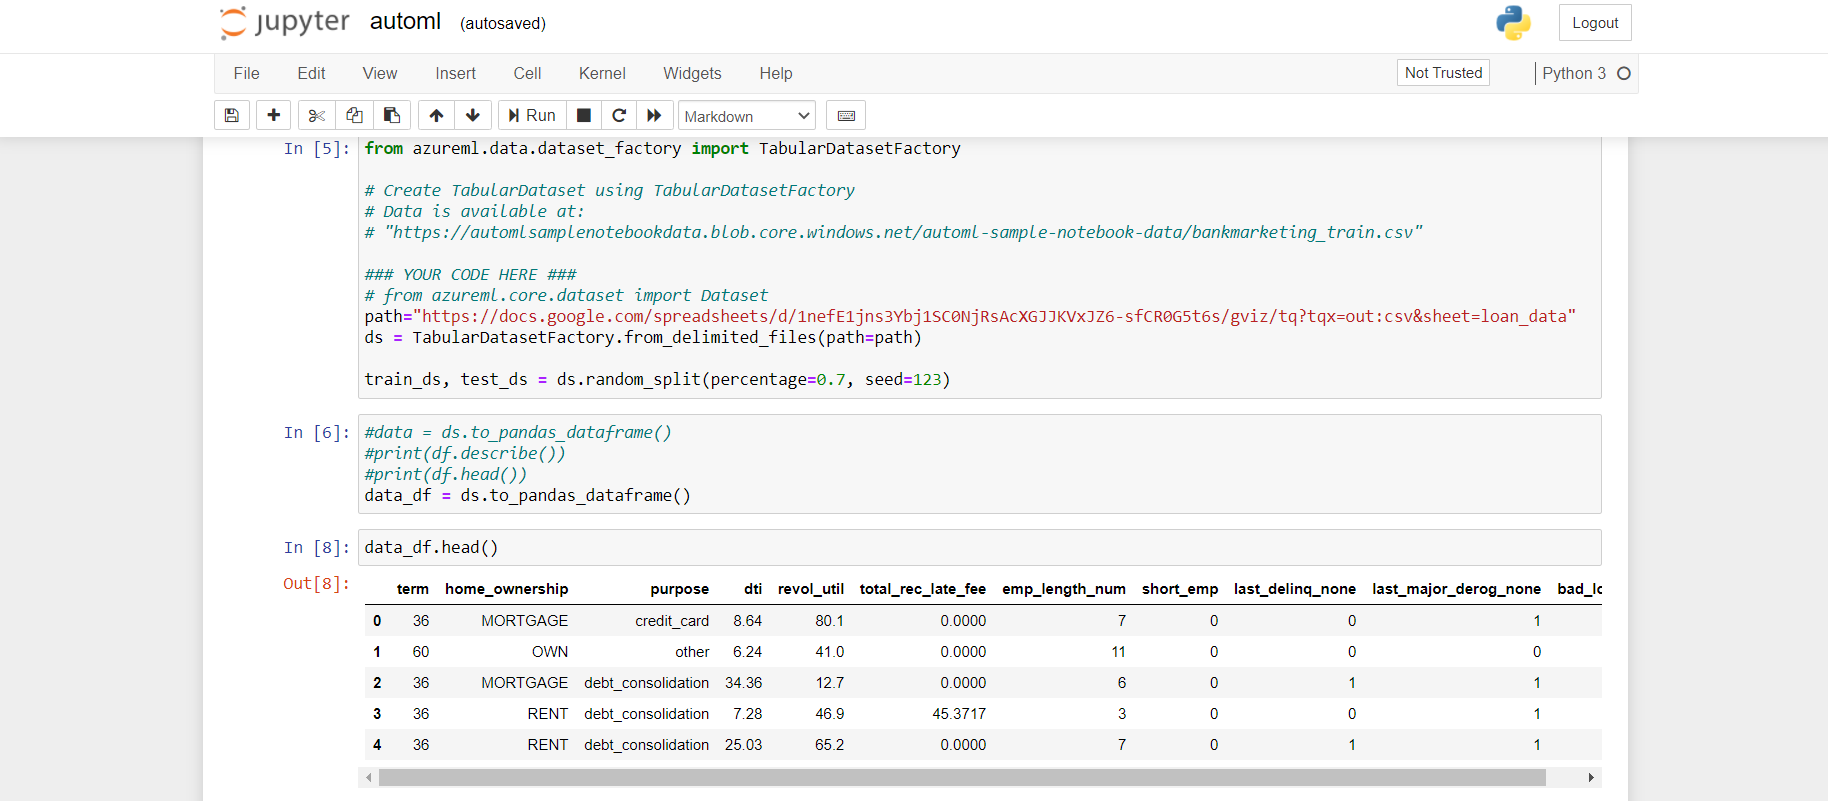 jupyter automl (autosaved) Logout
File Edit View Insert Cell Kernel Widgets Help Not Trusted Python 3
Run Markdown
In [5]: from azureml.data.dataset_factory import TabularDatasetFactory
# Create TabularDataset using TabularDatasetFactory
# Data is available at:
# "https://automlsamplenotebookdata.blob.core.windows.net/automl-sample-notebook-data/bankmarketing_train.csv"
### YOUR CODE HERE ###
# from azureml.core.dataset import Dataset
path="https://docs.google.com/spreadsheets/d/1nefE1jns3Ybj1SC0NjRsAcXGJJKVxJZ6-sfCR0G5t6s/gviz/tq?tqx=out:csv&sheet=loan_data"
ds = TabularDatasetFactory.from_delimited_files(path=path)
train_ds, test_ds = ds.random_split(percentage=0.7, seed=123)
In [6]: #data = ds.to_pandas_dataframe()
#print(df.describe())
#print(df.head())
data_df = ds.to_pandas_dataframe()
In [8]: data_df.head()
Out[8]:
term home_ownership purpose dti revol_util total_rec_late_fee emp_length_num short_emp last_delinq_none last_major_derog_none bad_lo
0 36 MORTGAGE credit_card 8.64 80.1 0.0000 7 0 0 1
1 60 OWN other 6.24 41.0 0.0000 11 0 0 0
2 36 MORTGAGE debt_consolidation 34.36 12.7 0.0000 6 0 1 1
3 36 RENT debt_consolidation 7.28 46.9 45.3717 3 0 0 1
4 36 RENT debt_consolidation 25.03 65.2 0.0000 7 0 1 1